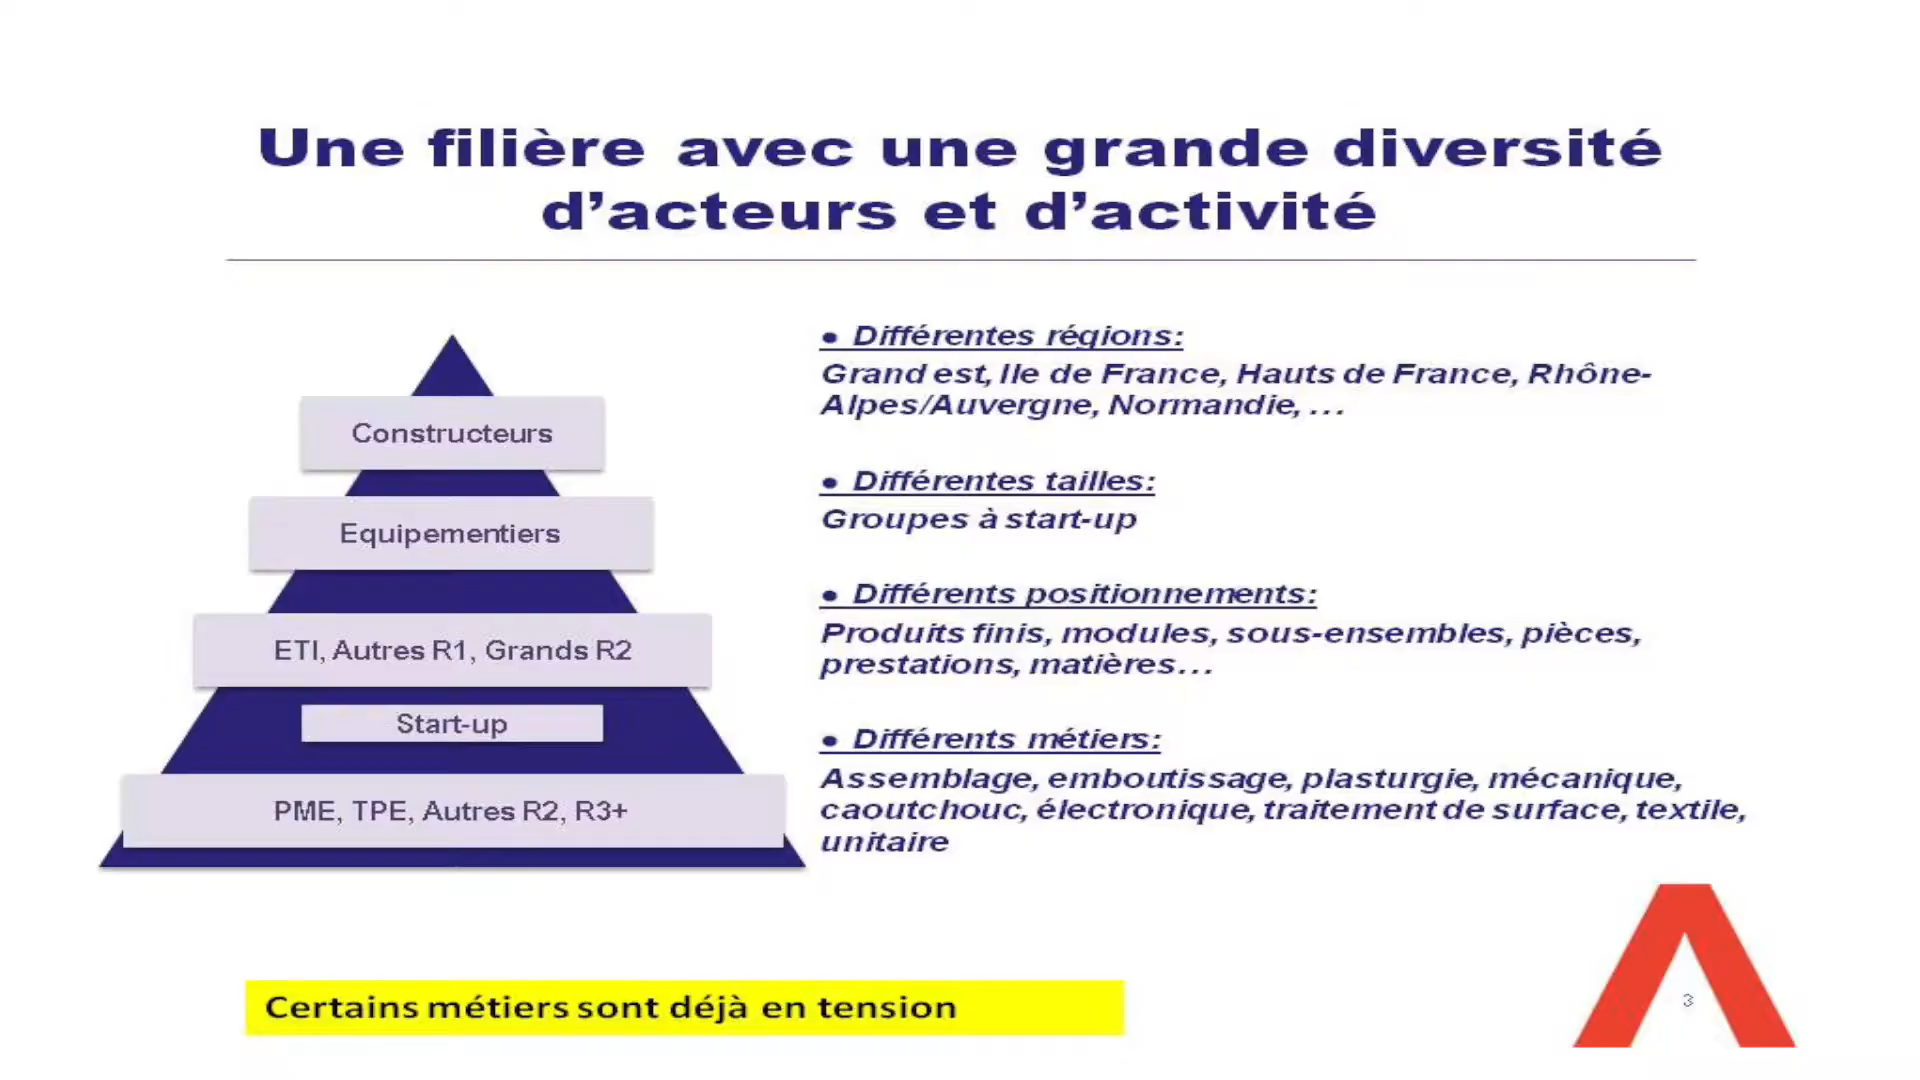 Une filière avec une grande diversité
d’acteurs et d’activité
Constructeurs
Equipementiers
ETI, Autres R1, Grands R2
Start-up
PME, TPE, Autres R2, R3+
• Différentes régions:
Grand est, Ile de France, Hauts de France, Rhône-
Alpes/Auvergne, Normandie, …
• Différentes tailles:
Groupes à start-up
• Différents positionnements:
Produits finis, modules, sous-ensembles, pièces,
prestations, matières…
• Différents métiers:
Assemblage, emboutissage, plasturgie, mécanique,
caoutchouc, électronique, traitement de surface, textile,
unitaire
Certains métiers sont déjà en tension
3